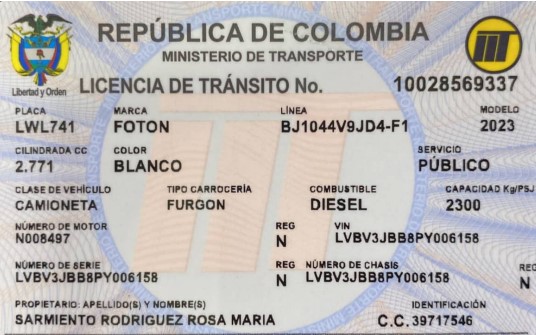 REPÚBLICA DE COLOMBIA
MINISTERIO DE TRANSPORTE
Libertad y Orden
LICENCIA DE TRÁNSITO No. 10028569337
PLACA MARCA LÍNEA MODELO
LWL741 FOTON BJ1044V9JD4-F1 2023
CILINDRADA CC COLOR SERVICIO
2.771 BLANCO PÚBLICO
CLASE DE VEHÍCULO TIPO CARROCERÍA COMBUSTIBLE CAPACIDAD Kg/PSJ
CAMIONETA FURGON DIESEL 2300
NÚMERO DE MOTOR REG VIN
N008497 N LVBV3JBB8PY006158
NÚMERO DE SERIE REG NÚMERO DE CHASIS REG
LVBV3JBB8PY006158 N LVBV3JBB8PY006158 N
PROPIETARIO: APELLIDO(S) Y NOMBRE(S) IDENTIFICACIÓN
SARMIENTO RODRIGUEZ ROSA MARIA C.C. 39717546